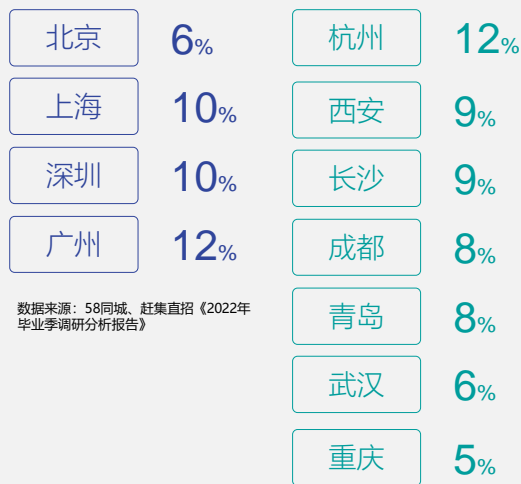 北京 6%
上海 10%
深圳 10%
广州 12%
数据来源：58同城、赶集直招《2022年
毕业季调研分析报告》
杭州 12%
西安 9%
长沙 9%
成都 8%
青岛 8%
武汉 6%
重庆 5%